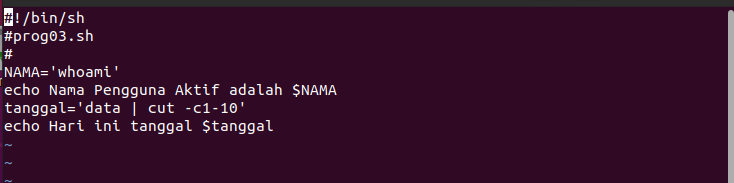 #!/bin/sh
#prog03.sh
#
NAMA='whoami'
echo Nama Pengguna Aktif adalah $NAMA
tanggal='data | cut -c1-10'
echo Hari ini tanggal $tanggal
~
~
~